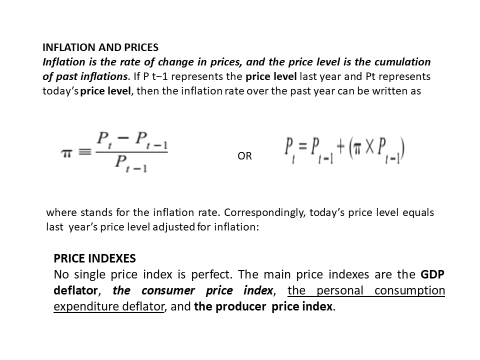 INFLATION AND PRICES
Inflation is the rate of change in prices, and the price level is the cumulation
of past inflations. If P t−1 represents the price level last year and Pt represents
today's price level, then the inflation rate over the past year can be written as
π ≡ (P_t − P_{t−1}) / P_{t−1} OR P_t = P_{t−1} + (π X P_{t−1})
where stands for the inflation rate. Correspondingly, today's price level equals
last year's price level adjusted for inflation:
PRICE INDEXES
No single price index is perfect. The main price indexes are the GDP
deflator, the consumer price index, the personal consumption
expenditure deflator, and the producer price index.